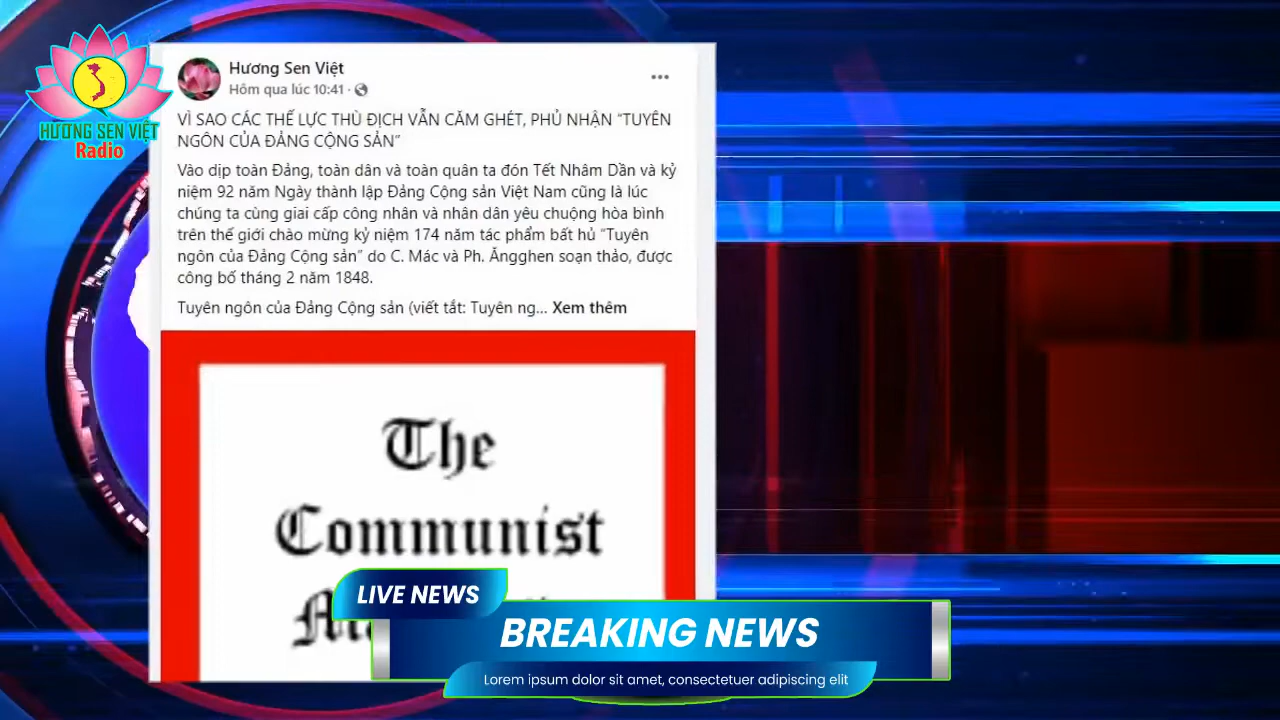 HƯƠNG SEN VIỆT
Radio
Hương Sen Việt
Hôm qua lúc 10:41 ·
VÌ SAO CÁC THẾ LỰC THÙ ĐỊCH VẪN CĂM GHÉT, PHỦ NHẬN “TUYÊN
NGÔN CỦA ĐẢNG CỘNG SẢN”
Vào dịp toàn Đảng, toàn dân và toàn quân ta đón Tết Nhâm Dần và kỷ
niệm 92 năm Ngày thành lập Đảng Cộng sản Việt Nam cũng là lúc
chúng ta cùng giai cấp công nhân và nhân dân yêu chuộng hòa bình
trên thế giới chào mừng kỷ niệm 174 năm tác phẩm bất hủ “Tuyên
ngôn của Đảng Cộng sản” do C. Mác và Ph. Ăngghen soạn thảo, được
công bố tháng 2 năm 1848.
Tuyên ngôn của Đảng Cộng sản (viết tắt: Tuyên ng... Xem thêm
The
Communist
LIVE NEWS
BREAKING NEWS
Lorem ipsum dolor sit amet, consectetuer adipiscing elit